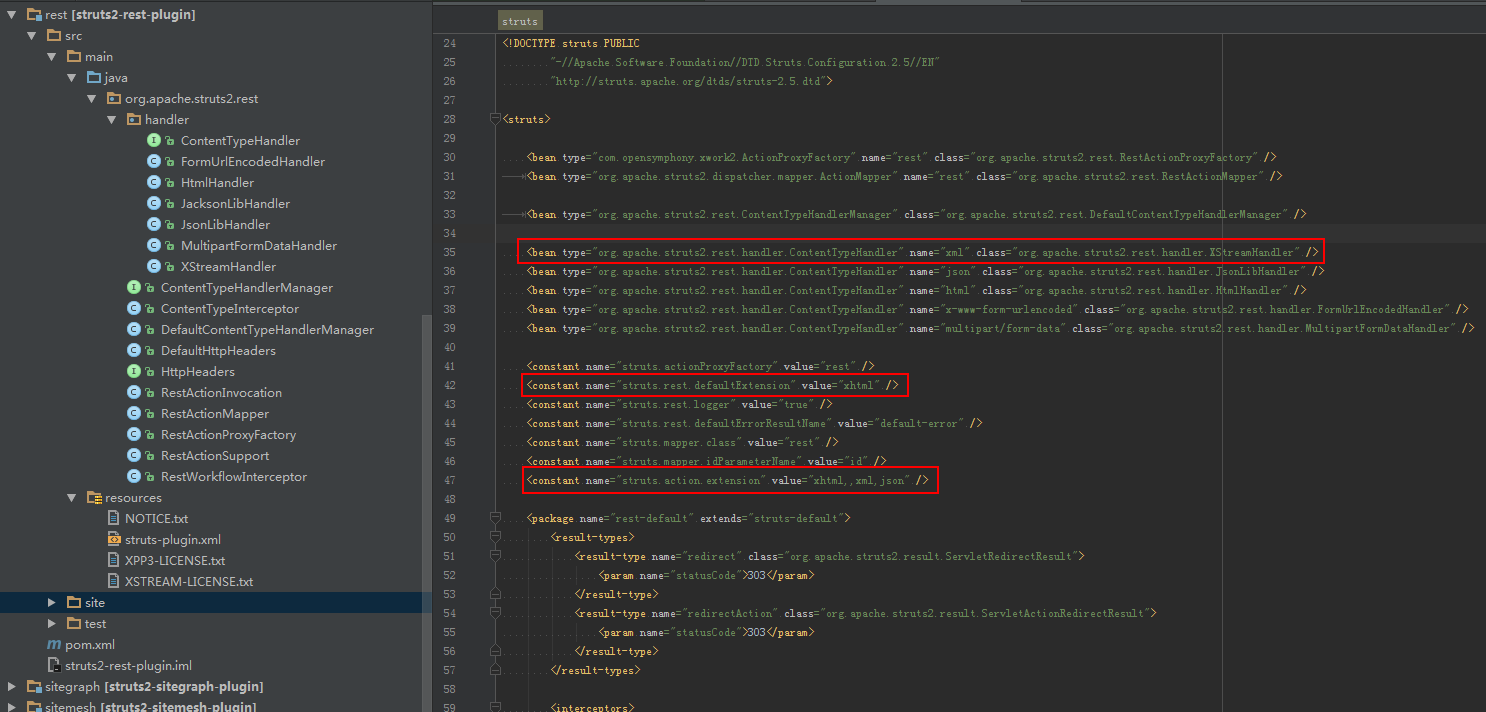 rest [struts2-rest-plugin]
src
main
java
org.apache.struts2.rest
handler
ContentTypeHandler
FormUrlEncodedHandler
HtmlHandler
JacksonLibHandler
JsonLibHandler
MultipartFormDataHandler
XStreamHandler
ContentTypeHandlerManager
ContentTypeInterceptor
DefaultContentTypeHandlerManager
DefaultHttpHeaders
HttpHeaders
RestActionInvocation
RestActionMapper
RestActionProxyFactory
RestActionSupport
RestWorkflowInterceptor
resources
NOTICE.txt
struts-plugin.xml
XPP3-LICENSE.txt
XSTREAM-LICENSE.txt
site
test
pom.xml
struts2-rest-plugin.iml
sitegraph [struts2-sitegraph-plugin]
sitemesh [struts2-sitemesh-plugin]
struts
24 <!DOCTYPE struts PUBLIC
25 "-//Apache Software Foundation//DTD Struts Configuration 2.5//EN"
26 "http://struts.apache.org/dtds/struts-2.5.dtd">
27
28 <struts>
29
30 <bean type="com.opensymphony.xwork2.ActionProxyFactory" name="rest" class="org.apache.struts2.rest.RestActionProxyFactory" />
31 <bean type="org.apache.struts2.dispatcher.mapper.ActionMapper" name="rest" class="org.apache.struts2.rest.RestActionMapper" />
32
33 <bean type="org.apache.struts2.rest.ContentTypeHandlerManager" class="org.apache.struts2.rest.DefaultContentTypeHandlerManager" />
34
35 <bean type="org.apache.struts2.rest.handler.ContentTypeHandler" name="xml" class="org.apache.struts2.rest.handler.XStreamHandler" />
36 <bean type="org.apache.struts2.rest.handler.ContentTypeHandler" name="json" class="org.apache.struts2.rest.handler.JsonLibHandler" />
37 <bean type="org.apache.struts2.rest.handler.ContentTypeHandler" name="html" class="org.apache.struts2.rest.handler.HtmlHandler" />
38 <bean type="org.apache.struts2.rest.handler.ContentTypeHandler" name="x-www-form-urlencoded" class="org.apache.struts2.rest.handler.FormUrlEncodedHandler" />
39 <bean type="org.apache.struts2.rest.handler.ContentTypeHandler" name="multipart/form-data" class="org.apache.struts2.rest.handler.MultipartFormDataHandler" />
40
41 <constant name="struts.actionProxyFactory" value="rest" />
42 <constant name="struts.rest.defaultExtension" value="xhtml" />
43 <constant name="struts.rest.logger" value="true" />
44 <constant name="struts.rest.defaultErrorResultName" value="default-error" />
45 <constant name="struts.mapper.class" value="rest" />
46 <constant name="struts.mapper.idParameterName" value="id" />
47 <constant name="struts.action.extension" value="xhtml,,xml,json" />
48
49 <package name="rest-default" extends="struts-default">
50 <result-types>
51 <result-type name="redirect" class="org.apache.struts2.result.ServletRedirectResult">
52 <param name="statusCode">303</param>
53 </result-type>
54 <result-type name="redirectAction" class="org.apache.struts2.result.ServletActionRedirectResult">
55 <param name="statusCode">303</param>
56 </result-type>
57 </result-types>
58
59 <interceptors>